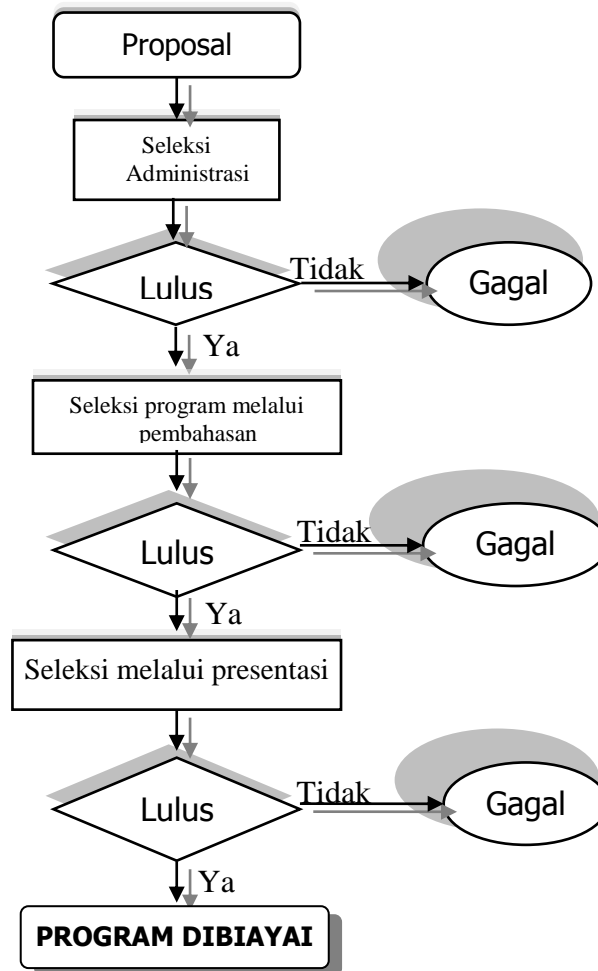 Proposal
Seleksi
Administrasi
Lulus
Tidak
Gagal
Ya
Seleksi program melalui
pembahasan
Lulus
Tidak
Gagal
Ya
Seleksi melalui presentasi
Lulus
Tidak
Gagal
Ya
PROGRAM DIBIAYAI